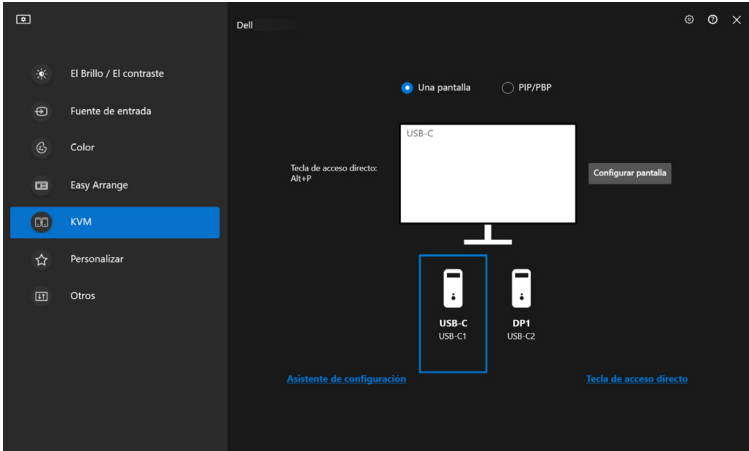 Dell
El Brillo / El contraste
Fuente de entrada
Color
Easy Arrange
KVM
Personalizar
Otros
Una pantalla
PIP/PBP
USB-C
Tecla de acceso directo:
Alt+P
Configurar pantalla
USB-C
USB-C1
DP1
USB-C2
Asistente de configuración
Tecla de acceso directo